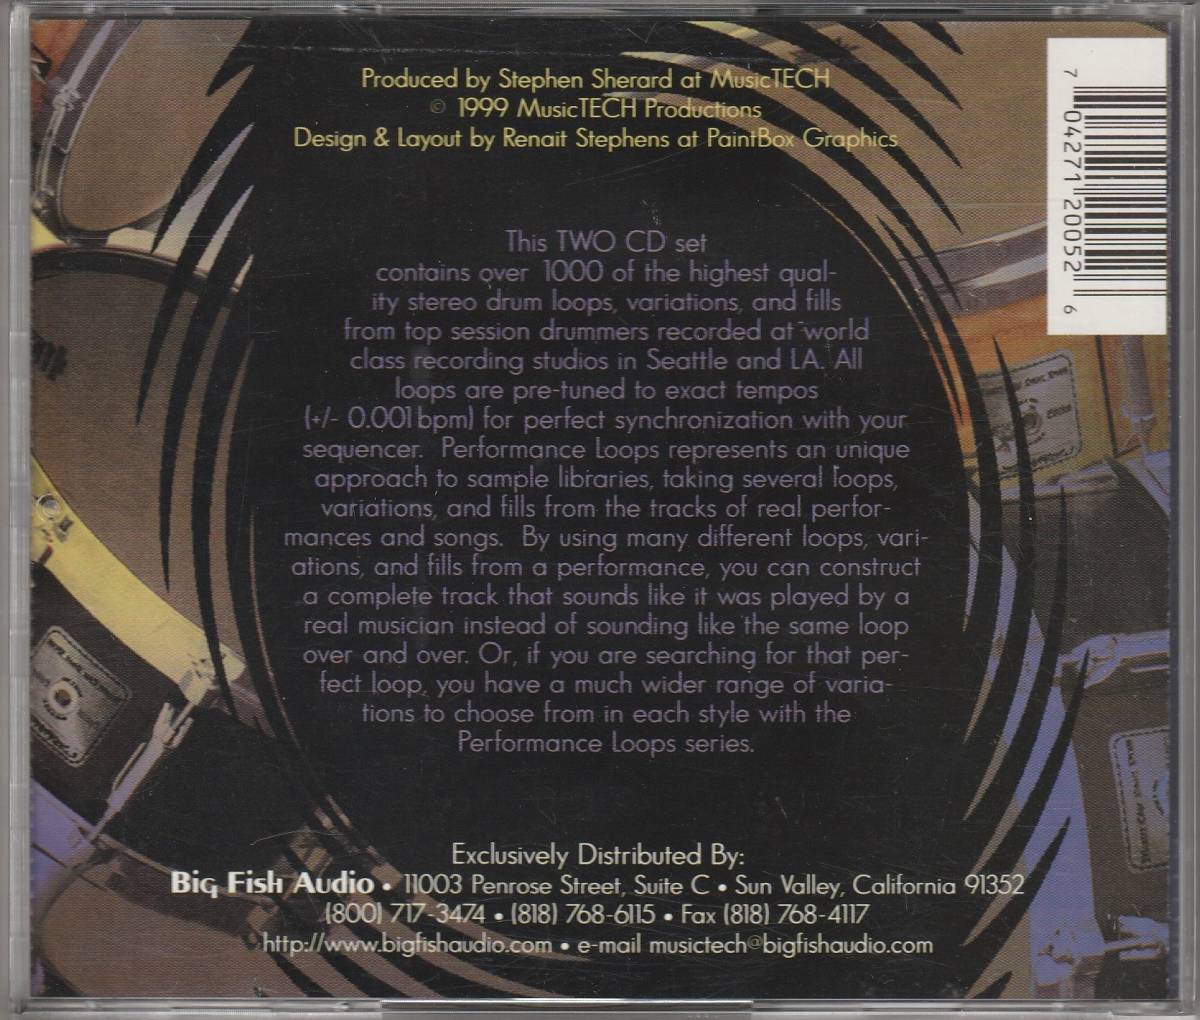 Produced by Stephen Sherard at MusicTECH
© 1999 MusicTECH Productions
Design & Layout by Renait Stephens at PaintBox Graphics
7 04271 20052 6
This TWO CD set
contains over 1000 of the highest qual-
ity stereo drum loops, variations, and fills
from top session drummers recorded at world
class recording studios in Seattle and LA. All
loops are pre-tuned to exact tempos
(+/- 0.001 bpm) for perfect synchronization with your
sequencer. Performance Loops represents an unique
approach to sample libraries, taking several loops,
variations, and fills from the tracks of real perfor-
mances and songs. By using many different loops, vari-
ations, and fills from a performance, you can construct
a complete track that sounds like it was played by a
real musician instead of sounding like the same loop
over and over. Or, if you are searching for that per-
fect loop, you have a much wider range of varia-
tions to choose from in each style with the
Performance Loops series.
Exclusively Distributed By:
Big Fish Audio • 11003 Penrose Street, Suite C • Sun Valley, California 91352
(800) 717-3474 • (818) 768-6115 • Fax (818) 768-4117
http://www.bigfishaudio.com • e-mail musictech@bigfishaudio.com